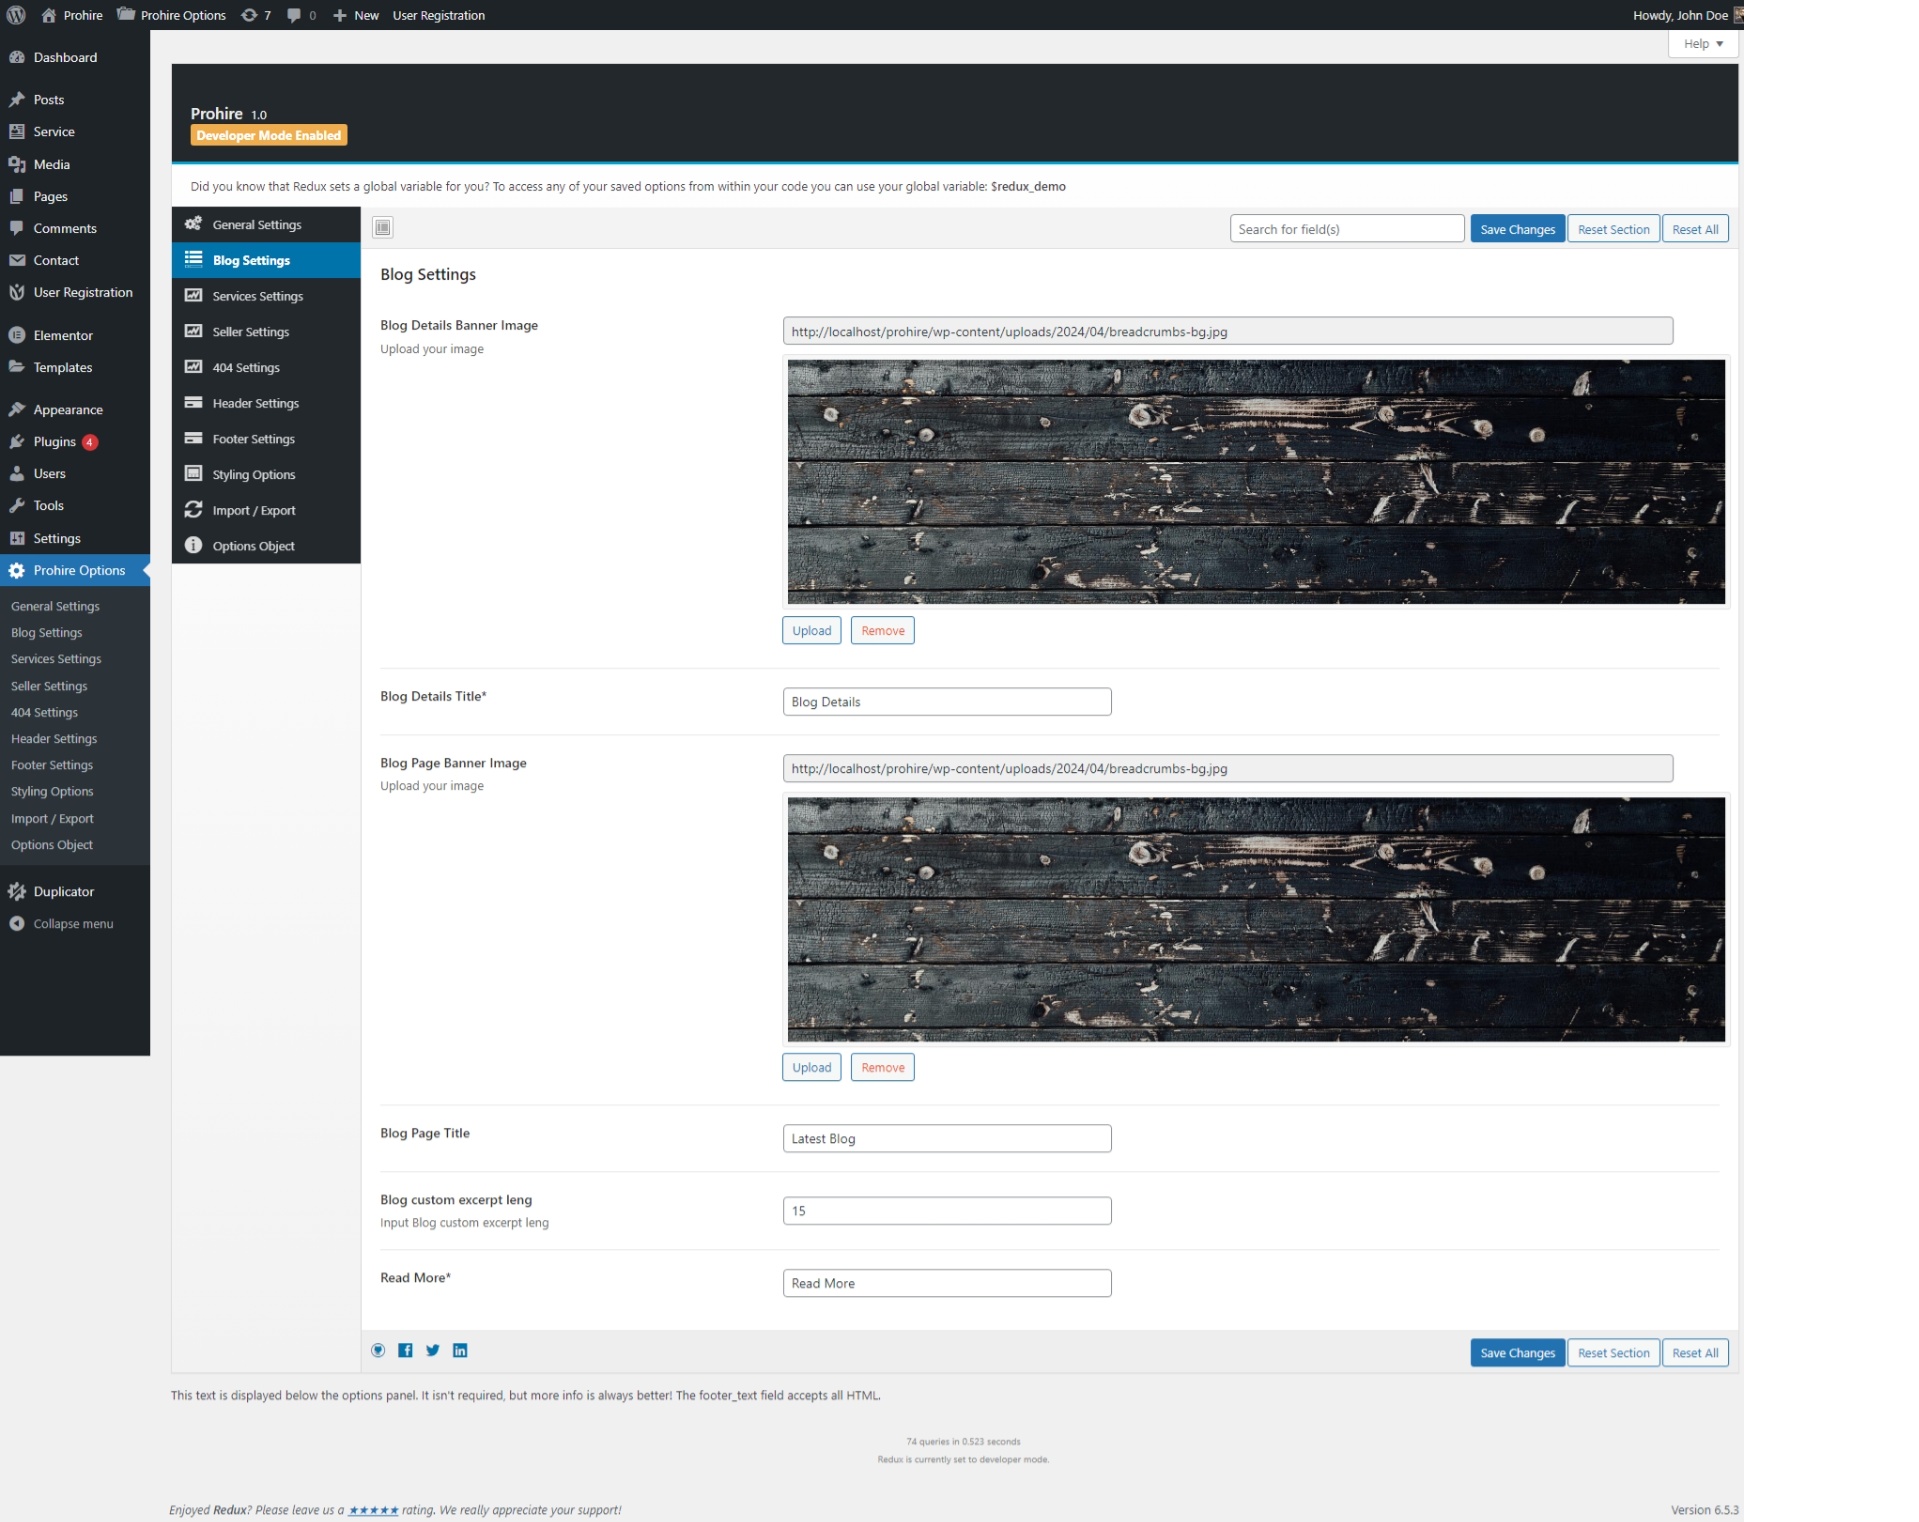 Prohire
Prohire Options
7
0
New
User Registration
Howdy, John Doe
Help
Dashboard
Posts
Service
Media
Pages
Comments
Contact
User Registration
Elementor
Templates
Appearance
Plugins 4
Users
Tools
Settings
Prohire Options
General Settings
Blog Settings
Services Settings
Seller Settings
404 Settings
Header Settings
Footer Settings
Styling Options
Import / Export
Options Object
Duplicator
Collapse menu
Prohire 1.0
Developer Mode Enabled
Did you know that Redux sets a global variable for you? To access any of your saved options from within your code you can use your global variable: $redux_demo
General Settings
Blog Settings
Services Settings
Seller Settings
404 Settings
Header Settings
Footer Settings
Styling Options
Import / Export
Options Object
Search for field(s)
Save Changes
Reset Section
Reset All
Blog Settings
Blog Details Banner Image
Upload your image
http://localhost/prohire/wp-content/uploads/2024/04/breadcrumbs-bg.jpg
Upload
Remove
Blog Details Title*
Blog Details
Blog Page Banner Image
Upload your image
http://localhost/prohire/wp-content/uploads/2024/04/breadcrumbs-bg.jpg
Upload
Remove
Blog Page Title
Latest Blog
Blog custom excerpt leng
Input Blog custom excerpt leng
15
Read More*
Read More
Save Changes
Reset Section
Reset All
This text is displayed below the options panel. It isn't required, but more info is always better! The footer_text field accepts all HTML.
74 queries in 0.523 seconds
Redux is currently set to developer mode.
Enjoyed Redux? Please leave us a ★★★★★ rating. We really appreciate your support!
Version 6.5.3